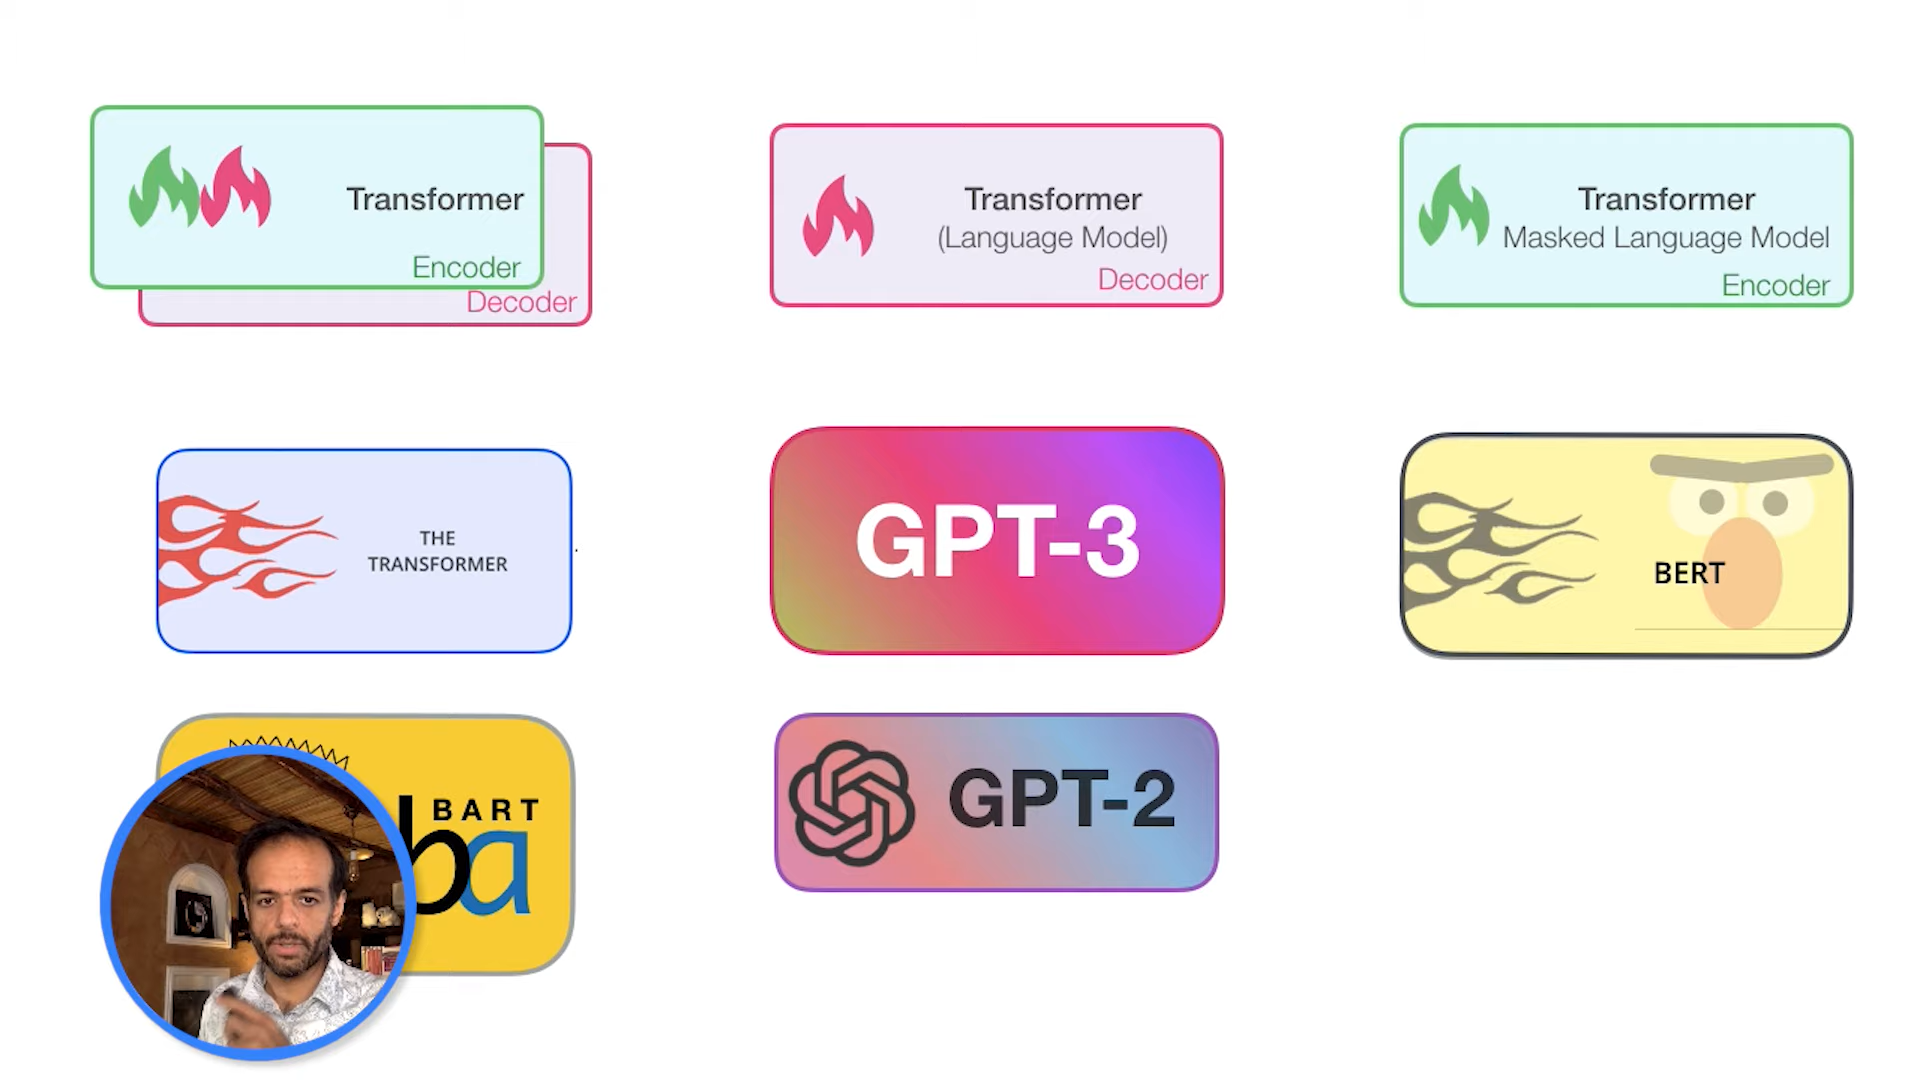 Transformer
Encoder
Decoder
Transformer
(Language Model)
Decoder
Transformer
Masked Language Model
Encoder
THE
TRANSFORMER
GPT-3
BERT
BART
ba
GPT-2